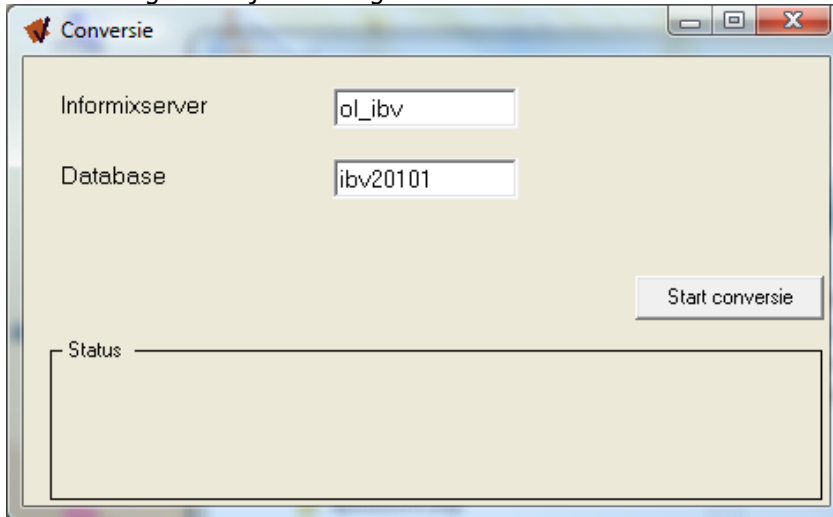 Conversie
Informixserver ol_ibv
Database ibv20101
Start conversie
Status